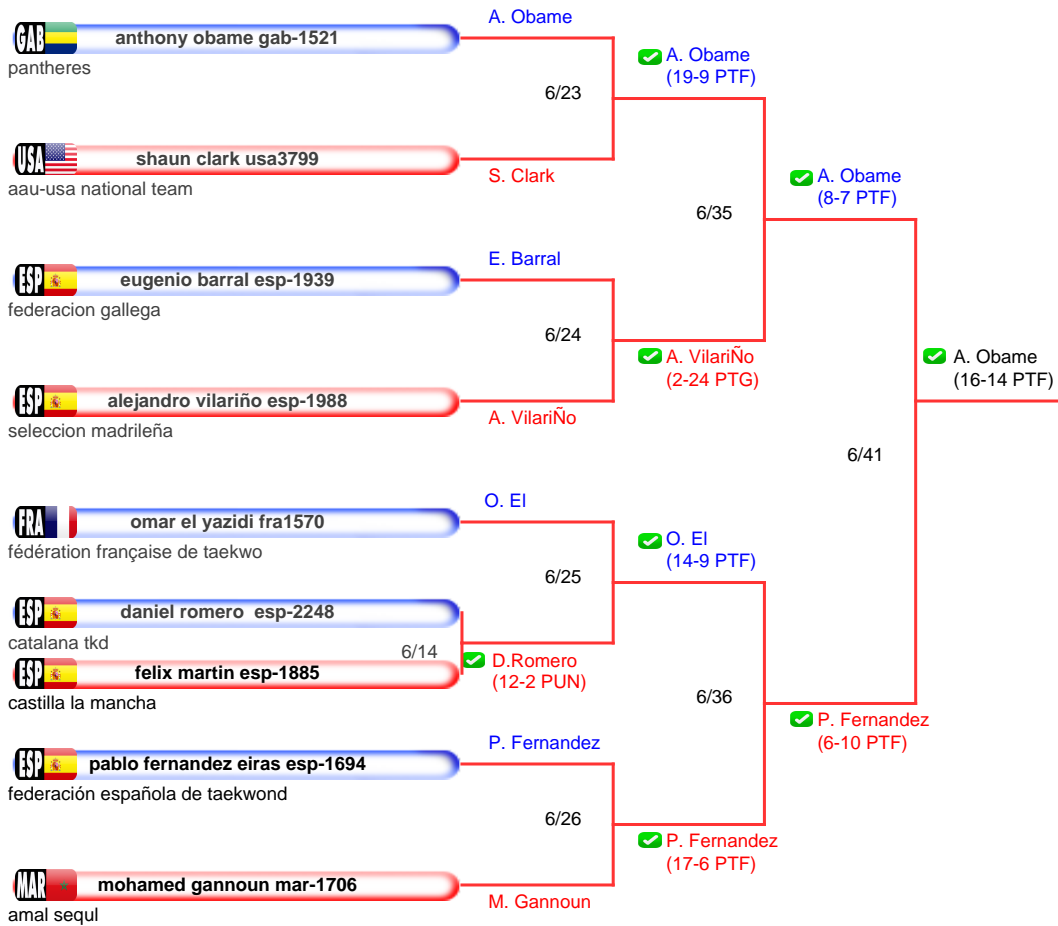 GAB anthony obame gab-1521
pantheres
A. Obame
6/23
A. Obame
(19-9 PTF)
USA shaun clark usa3799
aau-usa national team
S. Clark
6/35
A. Obame
(8-7 PTF)
ESP eugenio barral esp-1939
federacion gallega
E. Barral
6/24
A. VilariÑo
(2-24 PTG)
ESP alejandro vilariño esp-1988
seleccion madrileña
A. VilariÑo
6/41
A. Obame
(16-14 PTF)
FRA omar el yazidi fra1570
fédération française de taekwo
O. El
6/25
O. El
(14-9 PTF)
ESP daniel romero  esp-2248
catalana tkd
6/14
ESP felix martin esp-1885
castilla la mancha
D.Romero
(12-2 PUN)
6/36
P. Fernandez
(6-10 PTF)
ESP pablo fernandez eiras esp-1694
federación española de taekwond
P. Fernandez
6/26
P. Fernandez
(17-6 PTF)
MAR mohamed gannoun mar-1706
amal sequl
M. Gannoun